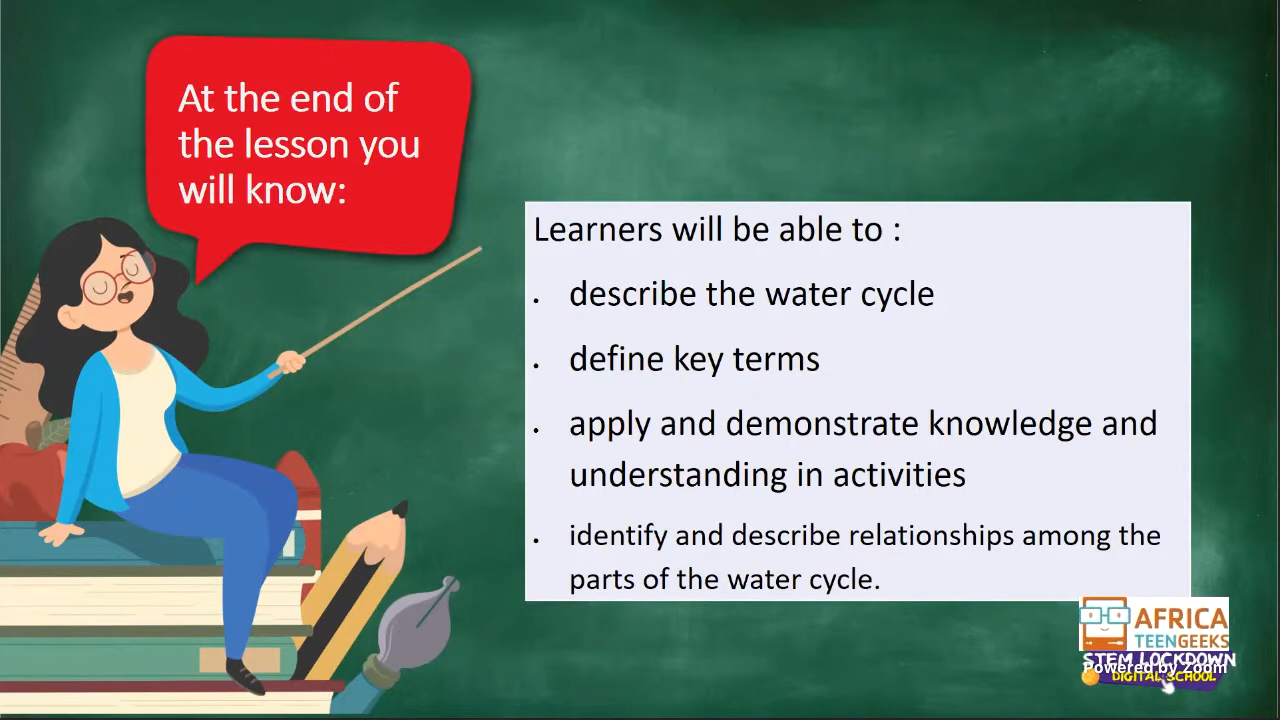 At the end of
the lesson you
will know:
Learners will be able to :
• describe the water cycle
• define key terms
• apply and demonstrate knowledge and
understanding in activities
• identify and describe relationships among the
parts of the water cycle.
AFRICA
TEENGEEKS
STEM LOCKDOWN
Powered by Zoom
DIGITAL SCHOOL